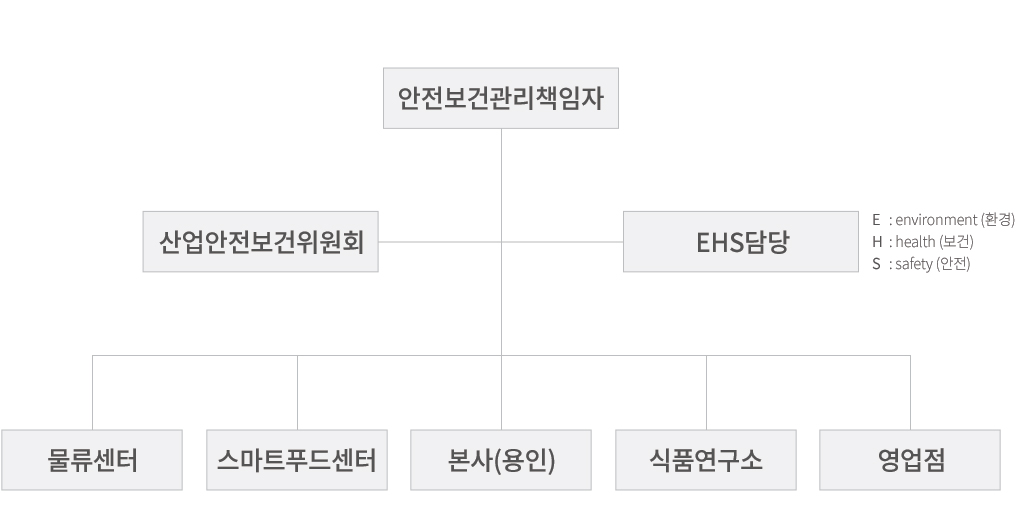 안전보건관리책임자
산업안전보건위원회
EHS담당
E : environment (환경)
H : health (보건)
S : safety (안전)
물류센터
스마트푸드센터
본사(용인)
식품연구소
영업점